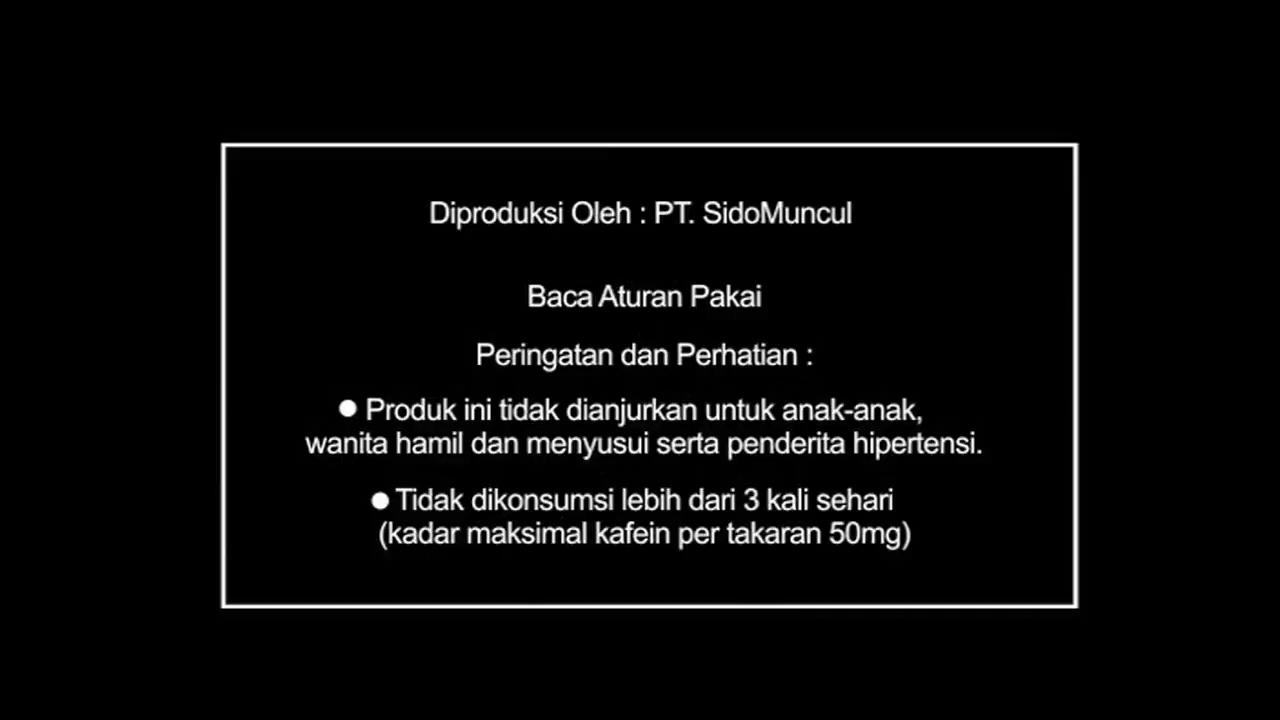 Diproduksi Oleh : PT. SidoMuncul
Baca Aturan Pakai
Peringatan dan Perhatian :
● Produk ini tidak dianjurkan untuk anak-anak,
wanita hamil dan menyusui serta penderita hipertensi.
● Tidak dikonsumsi lebih dari 3 kali sehari
(kadar maksimal kafein per takaran 50mg)